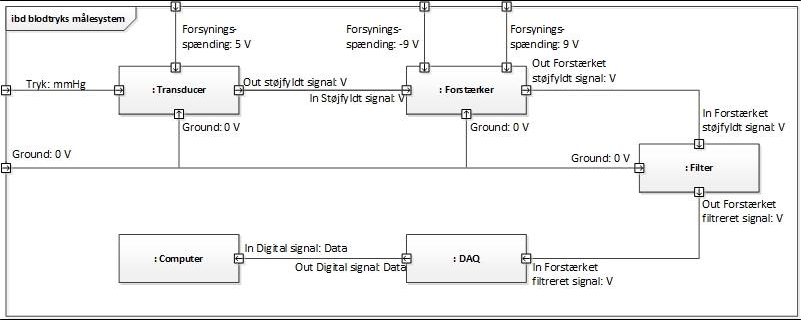 ibd blodtryks målesystem
Forsynings-
spænding: 5 V
Forsynings-
spænding: -9 V
Forsynings-
spænding: 9 V
Tryk: mmHg
: Transducer
Out støjfyldt signal: V
In Støjfyldt signal: V
: Forstærker
Out Forstærket
støjfyldt signal: V
Ground: 0 V
Ground: 0 V
In Forstærket
støjfyldt signal: V
Ground: 0 V
Ground: 0 V
: Filter
Out Forstærket
filtreret signal: V
: Computer
In Digital signal: Data
Out Digital signal: Data
: DAQ
In Forstærket
filtreret signal: V